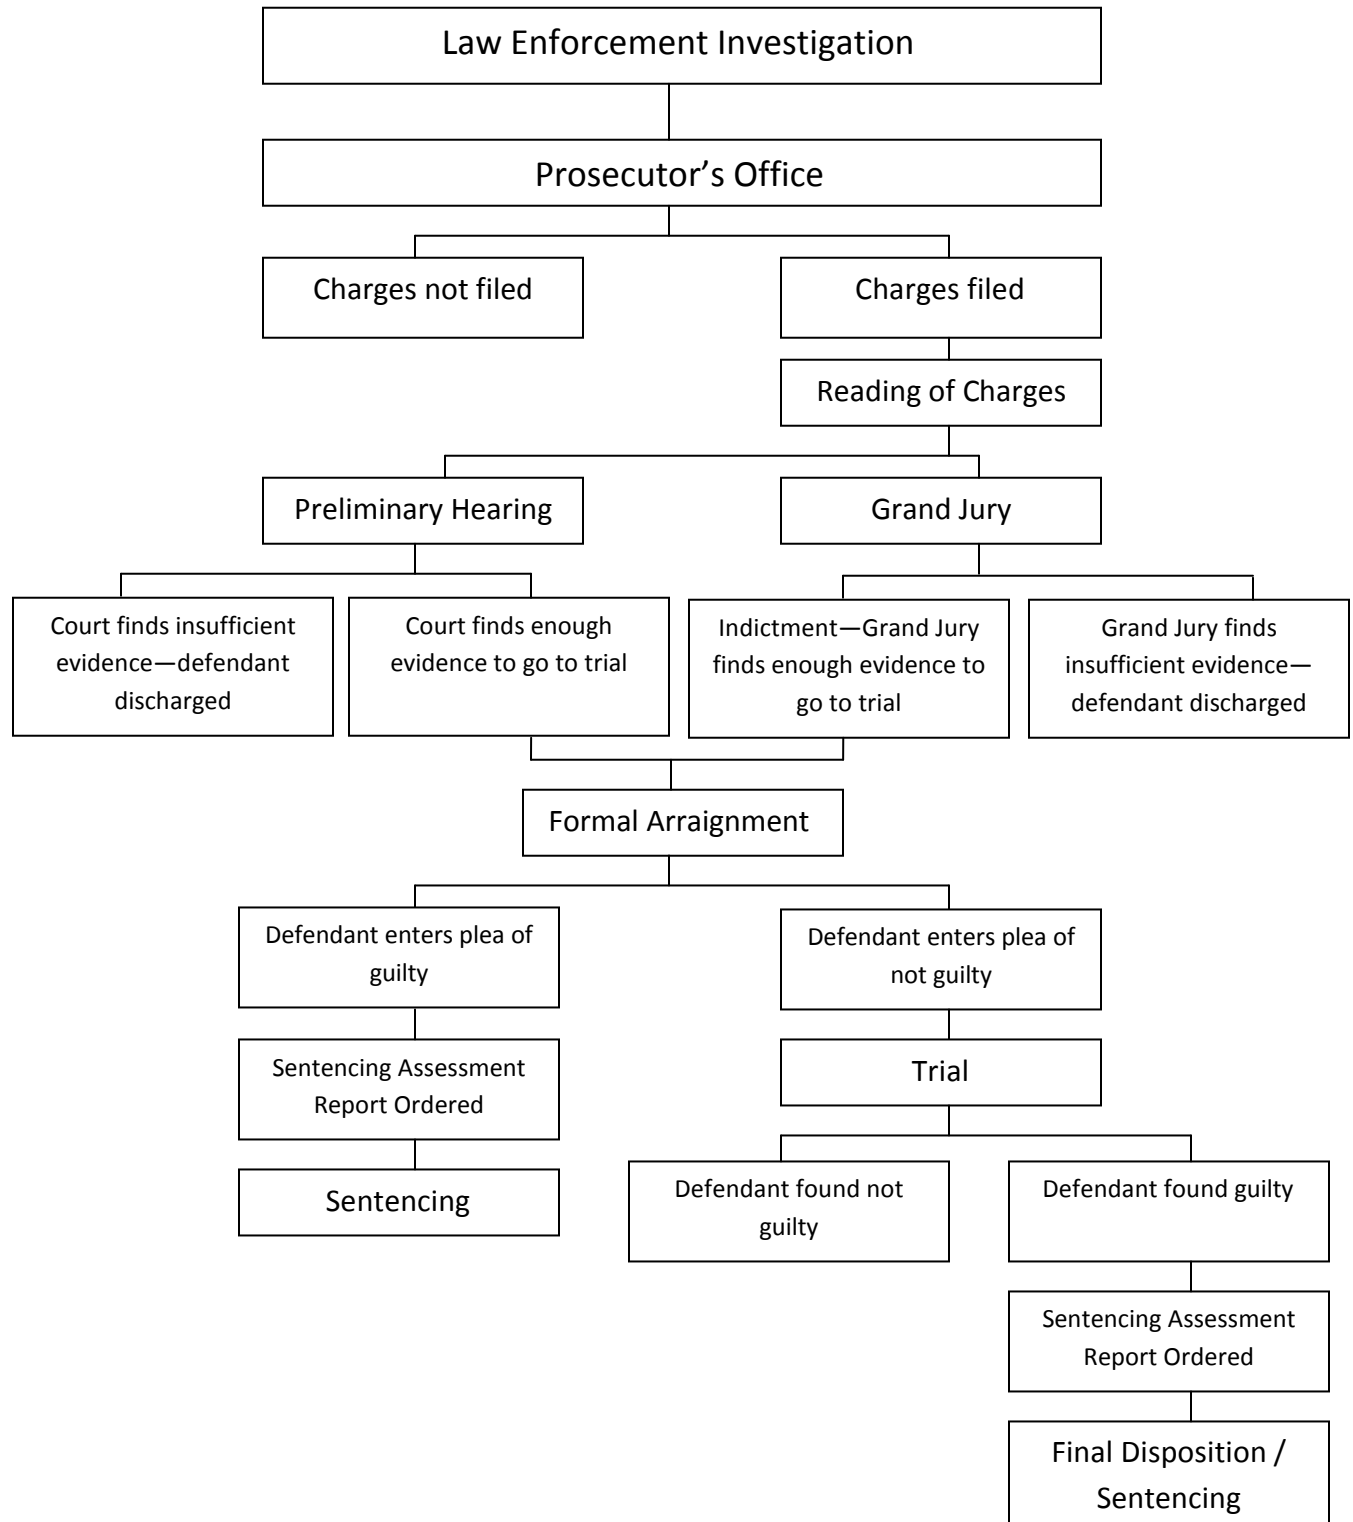 Law Enforcement Investigation
Prosecutor’s Office
Charges not filed
Charges filed
Reading of Charges
Preliminary Hearing
Grand Jury
Court finds insufficient
evidence—defendant
discharged
Court finds enough
evidence to go to trial
Indictment—Grand Jury
finds enough evidence to
go to trial
Grand Jury finds
insufficient evidence—
defendant discharged
Formal Arraignment
Defendant enters plea of
guilty
Defendant enters plea of
not guilty
Sentencing Assessment
Report Ordered
Trial
Sentencing
Defendant found not
guilty
Defendant found guilty
Sentencing Assessment
Report Ordered
Final Disposition /
Sentencing